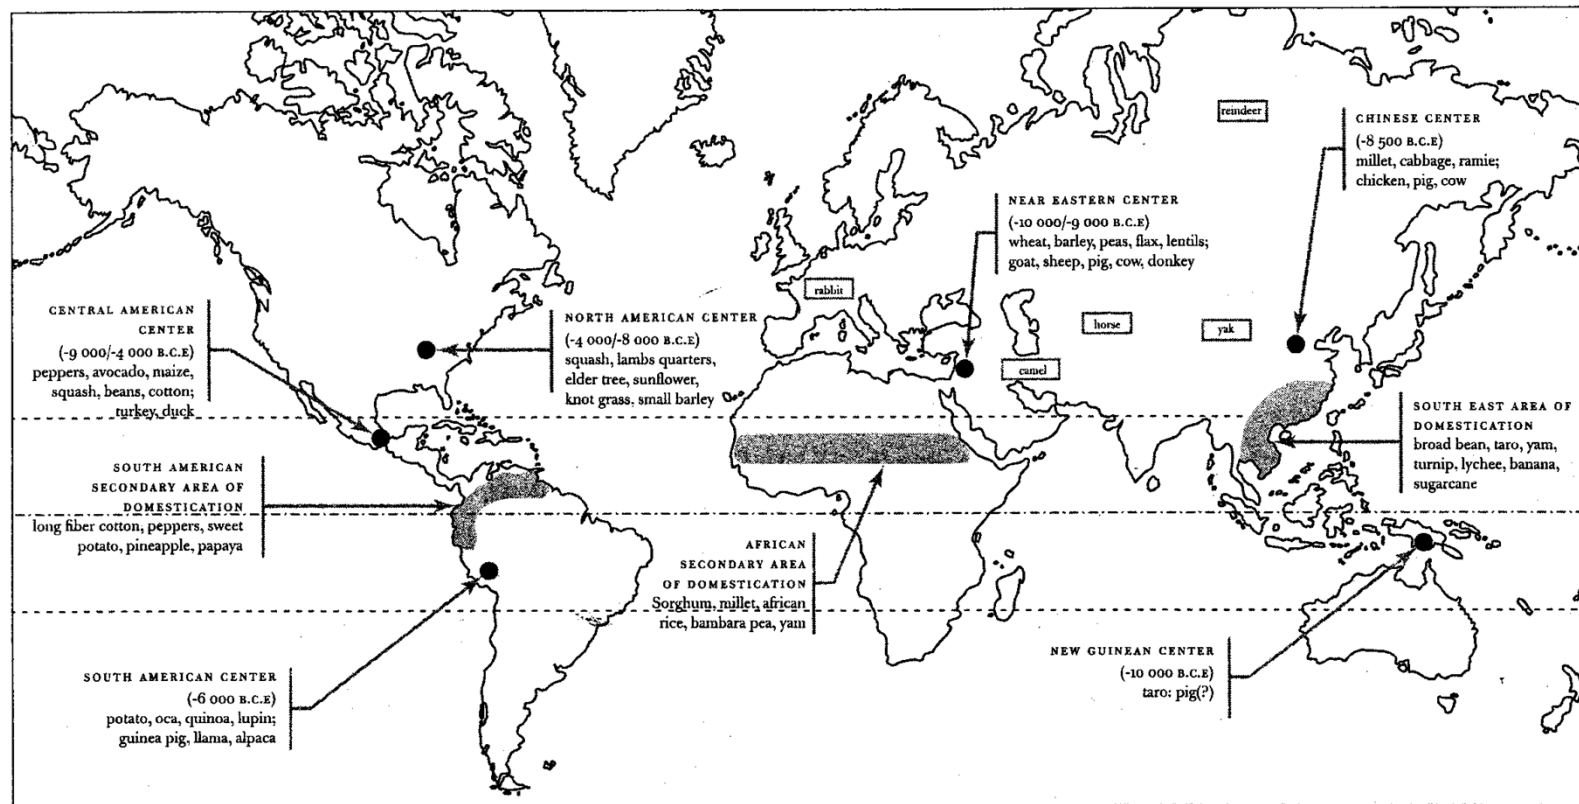 reindeer
CHINESE CENTER
(-8 500 B.C.E)
millet, cabbage, ramie;
chicken, pig, cow
NEAR EASTERN CENTER
(-10 000/-9 000 B.C.E)
wheat, barley, peas, flax, lentils;
goat, sheep, pig, cow, donkey
rabbit
horse
yak
camel
CENTRAL AMERICAN
CENTER
(-9 000/-4 000 B.C.E)
peppers, avocado, maize,
squash, beans, cotton;
turkey, duck
NORTH AMERICAN CENTER
(-4 000/-8 000 B.C.E)
squash, lambs quarters,
elder tree, sunflower,
knot grass, small barley
SOUTH EAST AREA OF
DOMESTICATION
broad bean, taro, yam,
turnip, lychee, banana,
sugarcane
SOUTH AMERICAN
SECONDARY AREA OF
DOMESTICATION
long fiber cotton, peppers, sweet
potato, pineapple, papaya
AFRICAN
SECONDARY AREA
OF DOMESTICATION
Sorghum, millet, african
rice, bambara pea, yam
NEW GUINEAN CENTER
(-10 000 B.C.E)
taro: pig(?)
SOUTH AMERICAN CENTER
(-6 000 B.C.E)
potato, oca, quinoa, lupin;
guinea pig, llama, alpaca